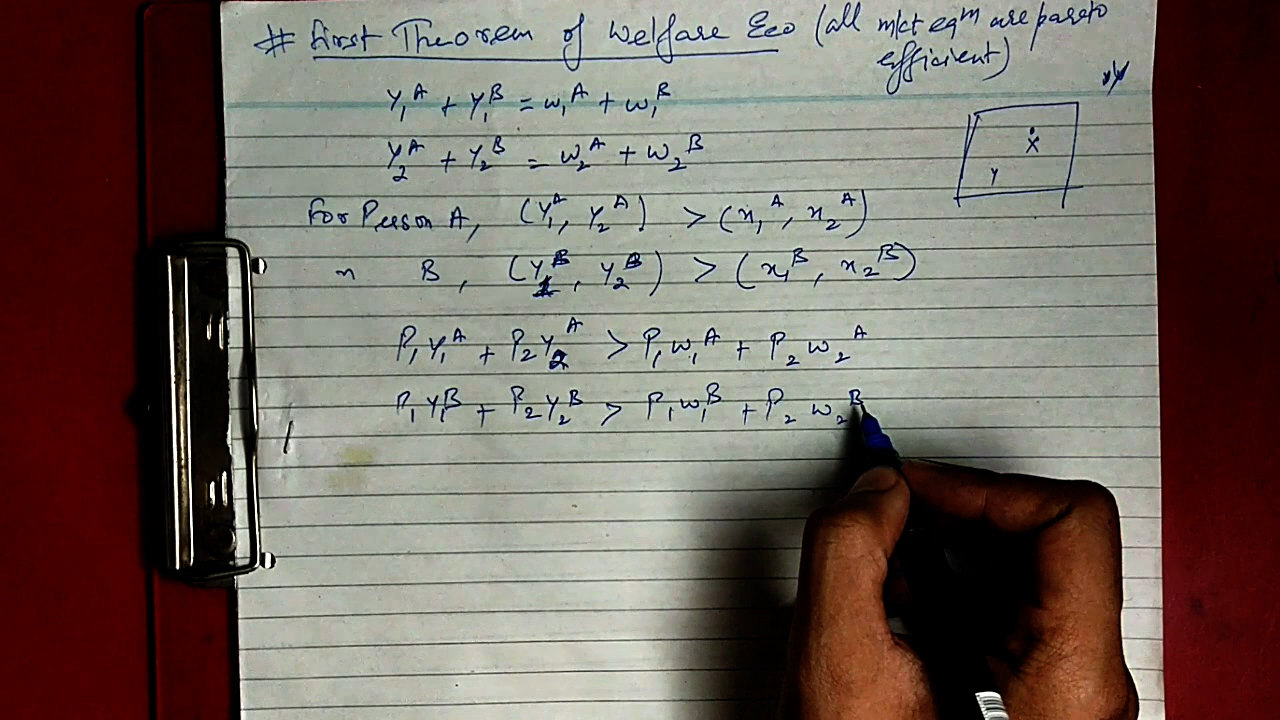 # First Theorem of Welfare Eco (all mkt eqm are pareto
efficient)
Y₁ᴬ + Y₁ᴮ = w₁ᴬ + w₁ᴮ
Y₂ᴬ + Y₂ᴮ = w₂ᴬ + w₂ᴮ
X
Y
For Person A, (Y₁ᴬ, Y₂ᴬ) > (x₁ᴬ, x₂ᴬ)
" B, (Y₁ᴮ, Y₂ᴮ) > (x₁ᴮ, x₂ᴮ)
P₁Y₁ᴬ + P₂Y₂ᴬ > P₁w₁ᴬ + P₂w₂ᴬ
P₁Y₁ᴮ + P₂Y₂ᴮ > P₁w₁ᴮ + P₂w₂ᴮ